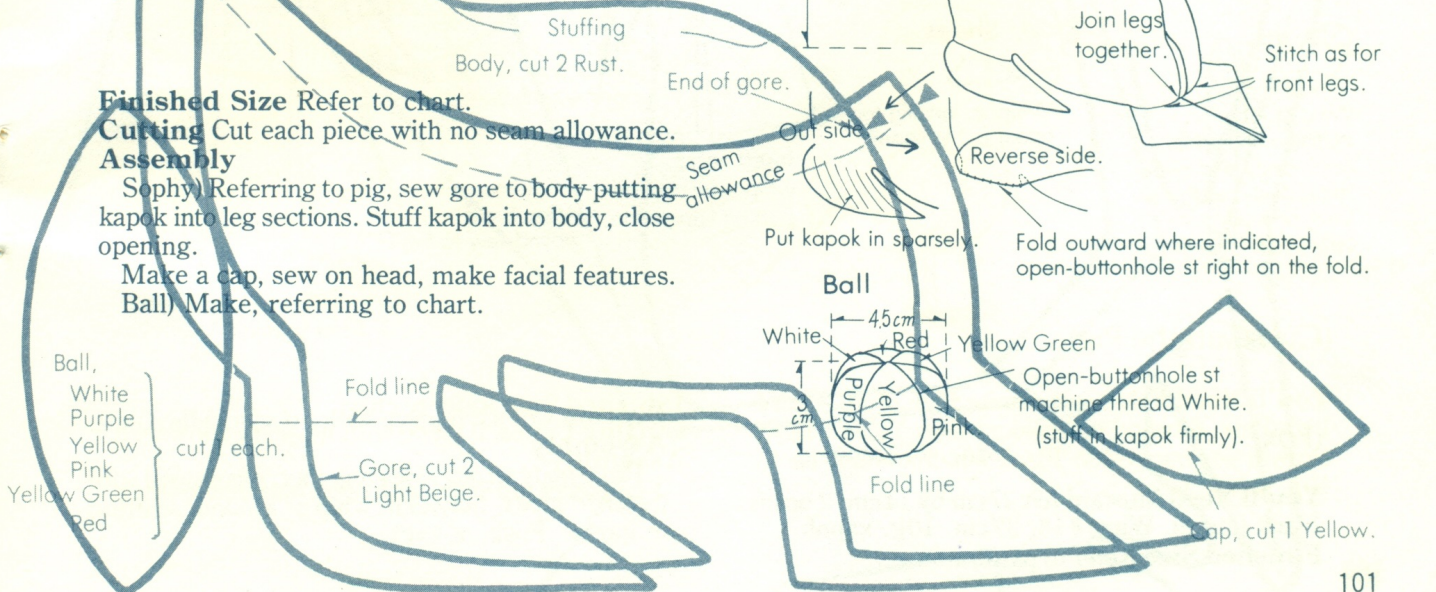 Stuffing
Body, cut 2 Rust.
End of gore.
Join legs
together.
Stitch as for
front legs.
Finished Size Refer to chart.
Cutting Cut each piece with no seam allowance.
Assembly
Sophy) Referring to pig, sew gore to body putting
kapok into leg sections. Stuff kapok into body, close
opening.
Make a cap, sew on head, make facial features.
Ball) Make, referring to chart.
Seam
allowance
Out side.
Put kapok in sparsely.
Reverse side.
Fold outward where indicated,
open-buttonhole st right on the fold.
Ball
4.5cm
White
Red
Yellow Green
3
cm
Purple
Yellow
Pink
Open-buttonhole st
machine thread White.
(stuff in kapok firmly).
Fold line
Ball,
White
Purple
Yellow
Pink
Yellow Green
Red
cut 1 each.
Fold line
Gore, cut 2
Light Beige.
Cap, cut 1 Yellow.
101